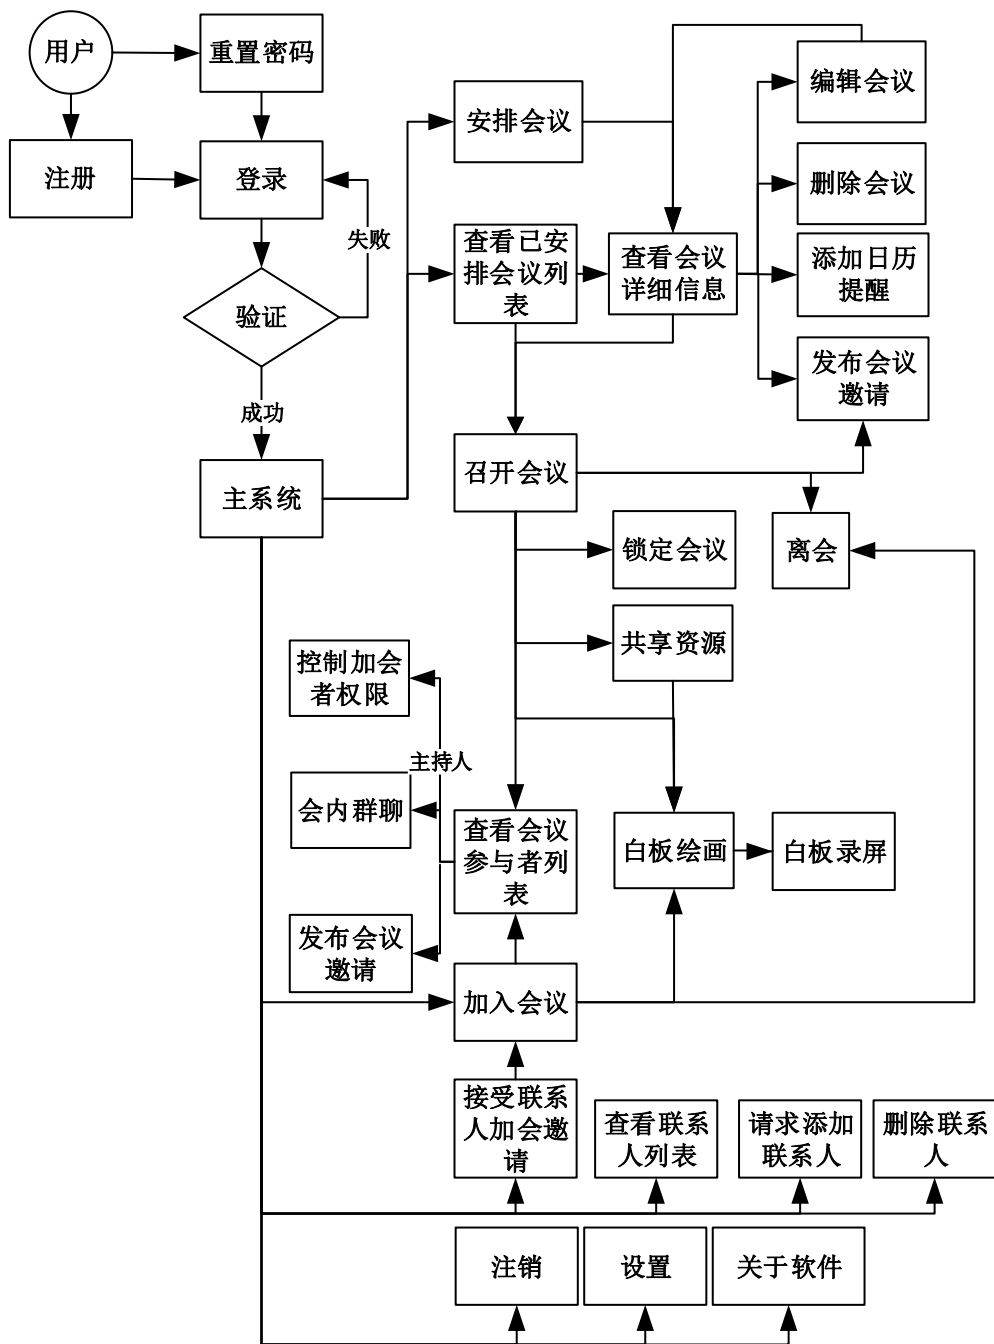 用户
重置密码
编辑会议
安排会议
注册
登录
删除会议
失败
查看已安
排会议列
表
查看会议
详细信息
添加日历
提醒
验证
发布会议
邀请
成功
召开会议
主系统
锁定会议
离会
共享资源
控制加会
者权限
主持人
会内群聊
查看会议
参与者列
表
白板绘画
白板录屏
发布会议
邀请
加入会议
接受联系
人加会邀
请
查看联系
人列表
请求添加
联系人
删除联系
人
注销
设置
关于软件